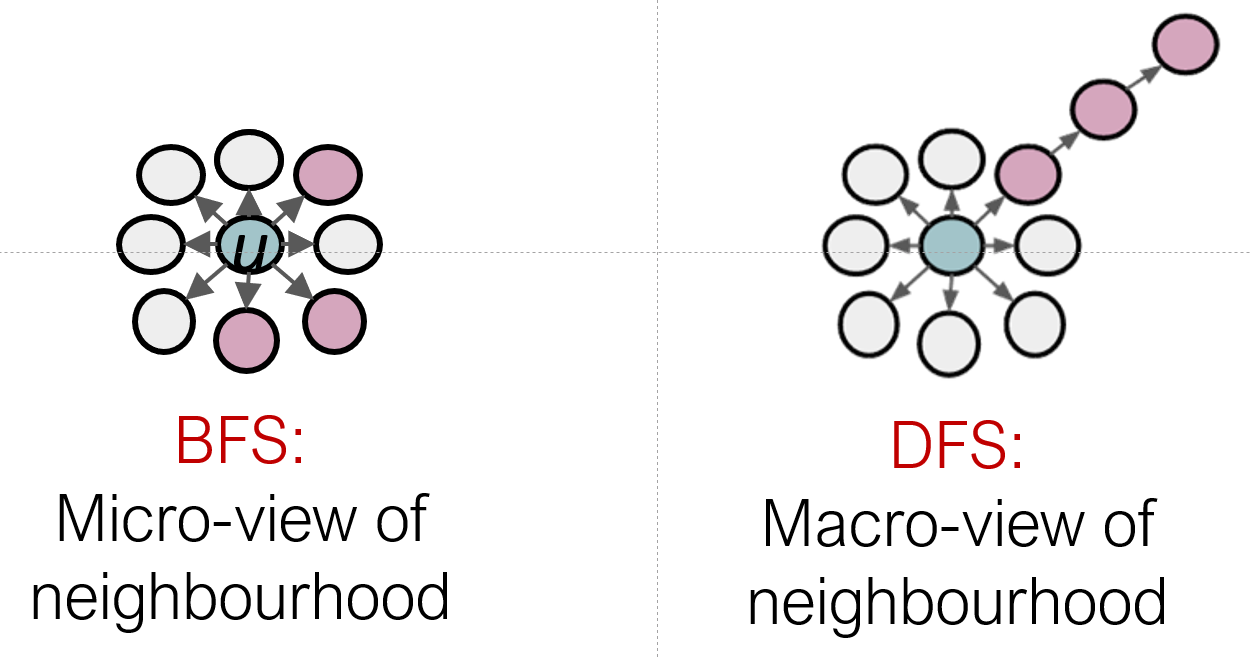 u
BFS:
Micro-view of
neighbourhood
DFS:
Macro-view of
neighbourhood